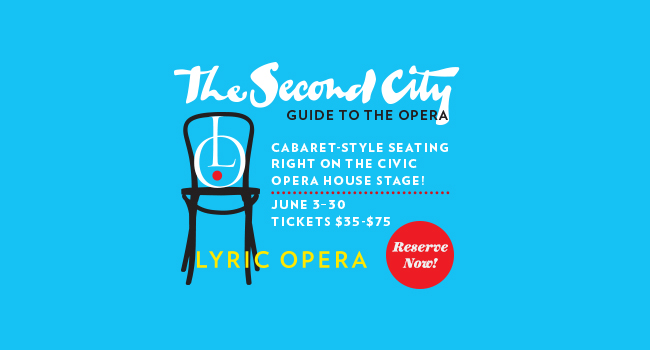 The Second City
GUIDE TO THE OPERA
LO
CABARET-STYLE SEATING
RIGHT ON THE CIVIC
OPERA HOUSE STAGE!
JUNE 3-30
TICKETS $35-$75
LYRIC OPERA
Reserve
Now!